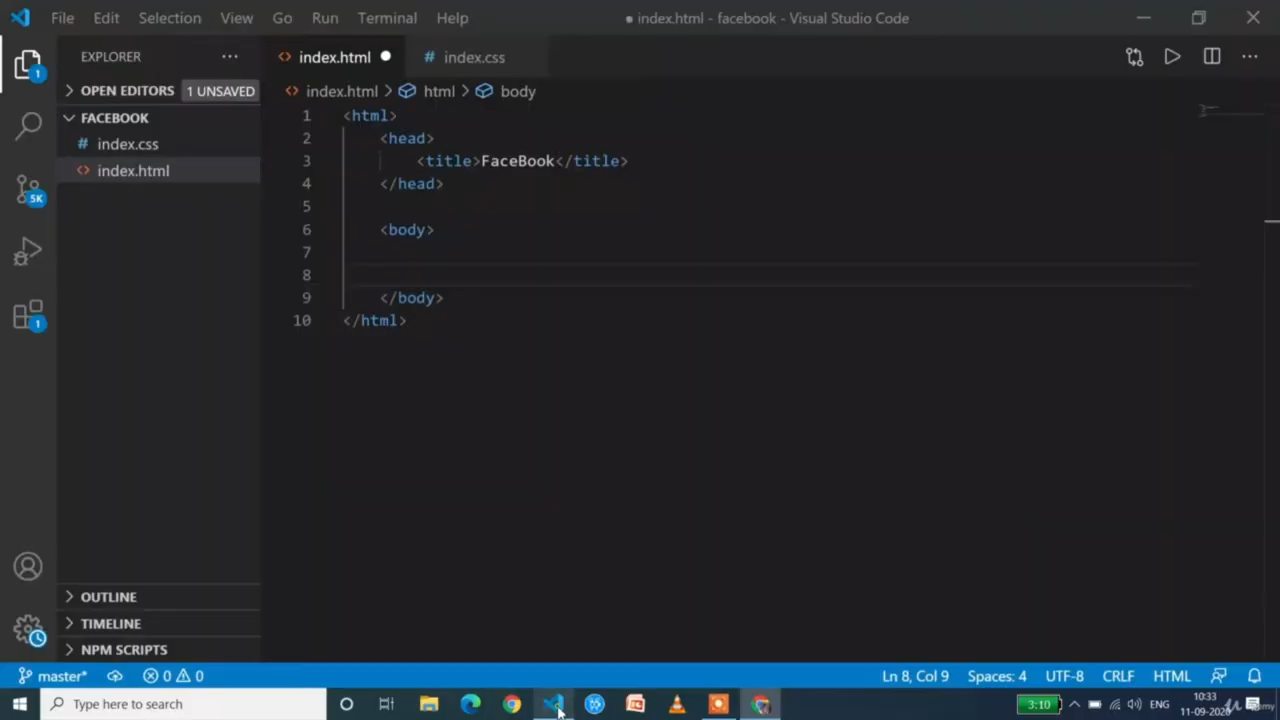 File Edit Selection View Go Run Terminal Help
● index.html - facebook - Visual Studio Code
EXPLORER
index.html
# index.css
OPEN EDITORS 1 UNSAVED
index.html > html > body
FACEBOOK
# index.css
index.html
1 <html>
2 <head>
3 <title>FaceBook</title>
4 </head>
5
6 <body>
7
8
9 </body>
10 </html>
1
5K
1
OUTLINE
TIMELINE
NPM SCRIPTS
master* 0 0
Ln 8, Col 9 Spaces: 4 UTF-8 CRLF HTML
Type here to search
3:10
ENG
10:33